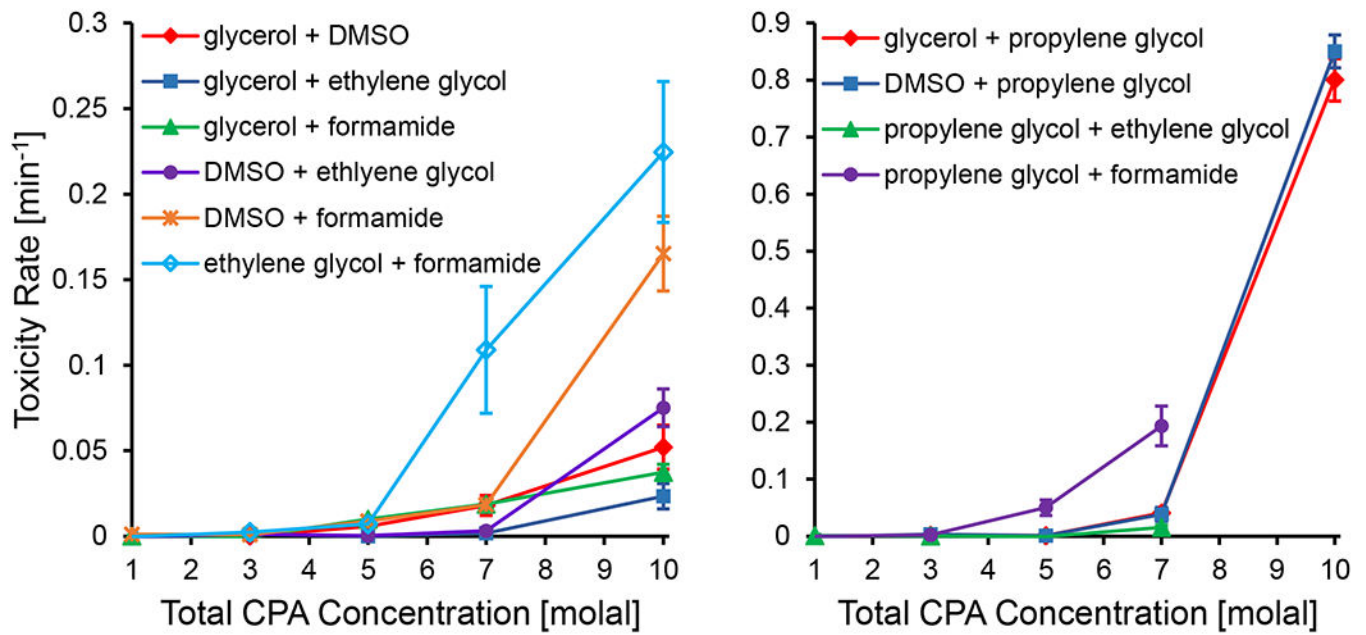 0.3
0.25
0.2
0.15
0.1
0.05
0
Toxicity Rate [min⁻¹]
glycerol + DMSO
glycerol + ethylene glycol
glycerol + formamide
DMSO + ethlyene glycol
DMSO + formamide
ethylene glycol + formamide
1 2 3 4 5 6 7 8 9 10
Total CPA Concentration [molal]
0.9
0.8
0.7
0.6
0.5
0.4
0.3
0.2
0.1
0
glycerol + propylene glycol
DMSO + propylene glycol
propylene glycol + ethylene glycol
propylene glycol + formamide
1 2 3 4 5 6 7 8 9 10
Total CPA Concentration [molal]